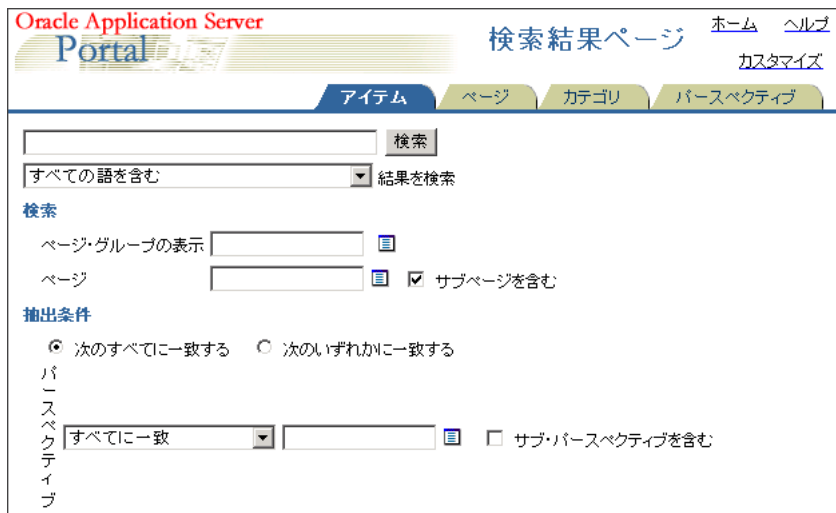 Oracle Application Server
Portal
検索結果ページ
ホーム ヘルプ
カスタマイズ
アイテム ページ カテゴリ パースペクティブ
検索
すべての語を含む 結果を検索
検索
ページ・グループの表示
ページ サブページを含む
抽出条件
次のすべてに一致する 次のいずれかに一致する
パースペクティブ すべてに一致 サブ・パースペクティブを含む